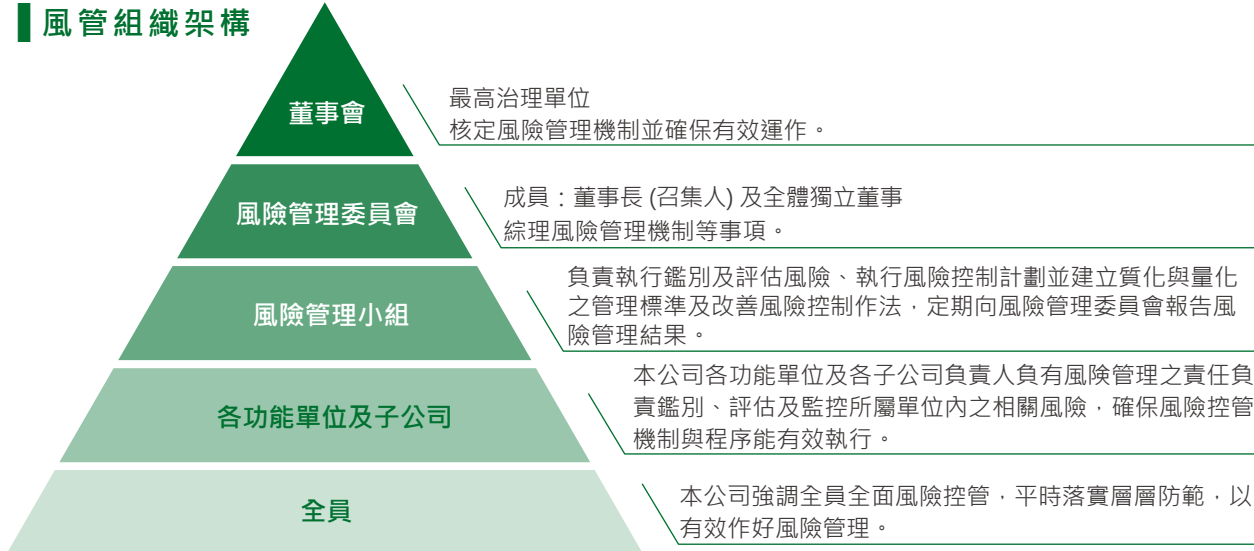 風管組織架構
董事會
最高治理單位
核定風險管理機制並確保有效運作。
風險管理委員會
成員：董事長 (召集人) 及全體獨立董事
綜理風險管理機制等事項。
風險管理小組
負責執行鑑別及評估風險、執行風險控制計劃並建立質化與量化
之管理標準及改善風險控制作法，定期向風險管理委員會報告風
險管理結果。
各功能單位及子公司
本公司各功能單位及各子公司負責人負有風険管理之責任負
責鑑別、評估及監控所屬單位內之相關風險，確保風險控管
機制與程序能有效執行。
全員
本公司強調全員全面風險控管，平時落實層層防範，以
有效作好風險管理。